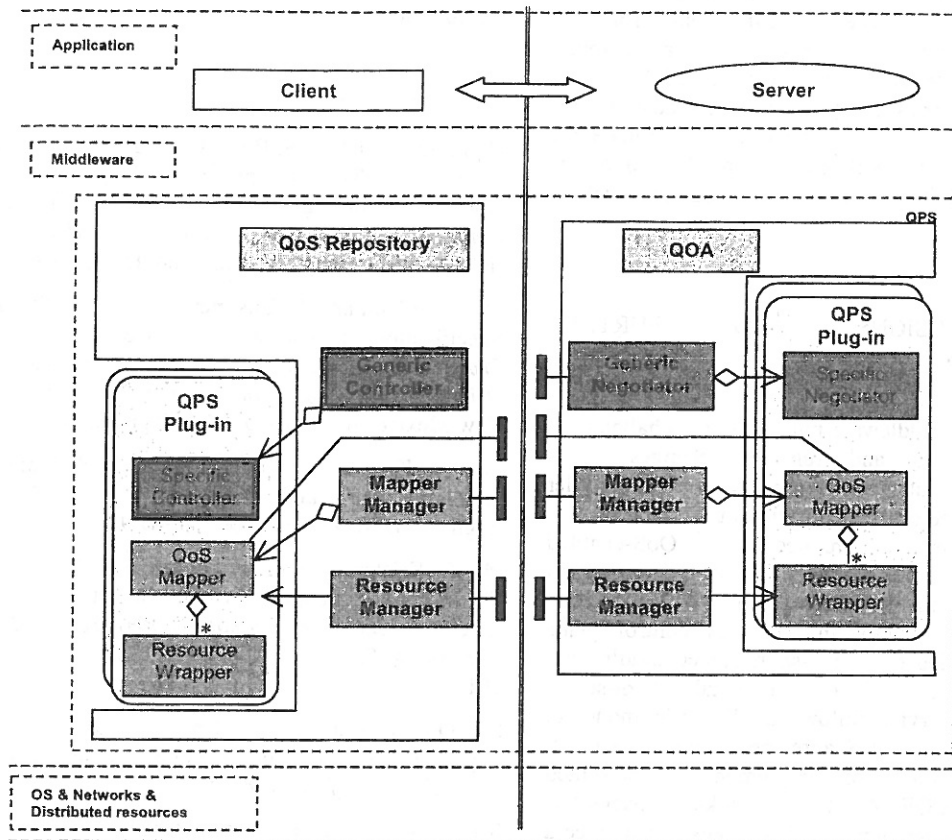 Application
Client
Server
Middleware
QPS
QoS Repository
QOA
QPS
Plug-in
Generic
Controller
Generic
Negotiator
Specific
Negotiator
QPS
Plug-in
Specific
Controller
Mapper
Manager
Mapper
Manager
QoS
Mapper
QoS
Mapper
*
Resource
Manager
Resource
Manager
Resource
Wrapper
*
Resource
Wrapper
OS & Networks &
Distributed resources